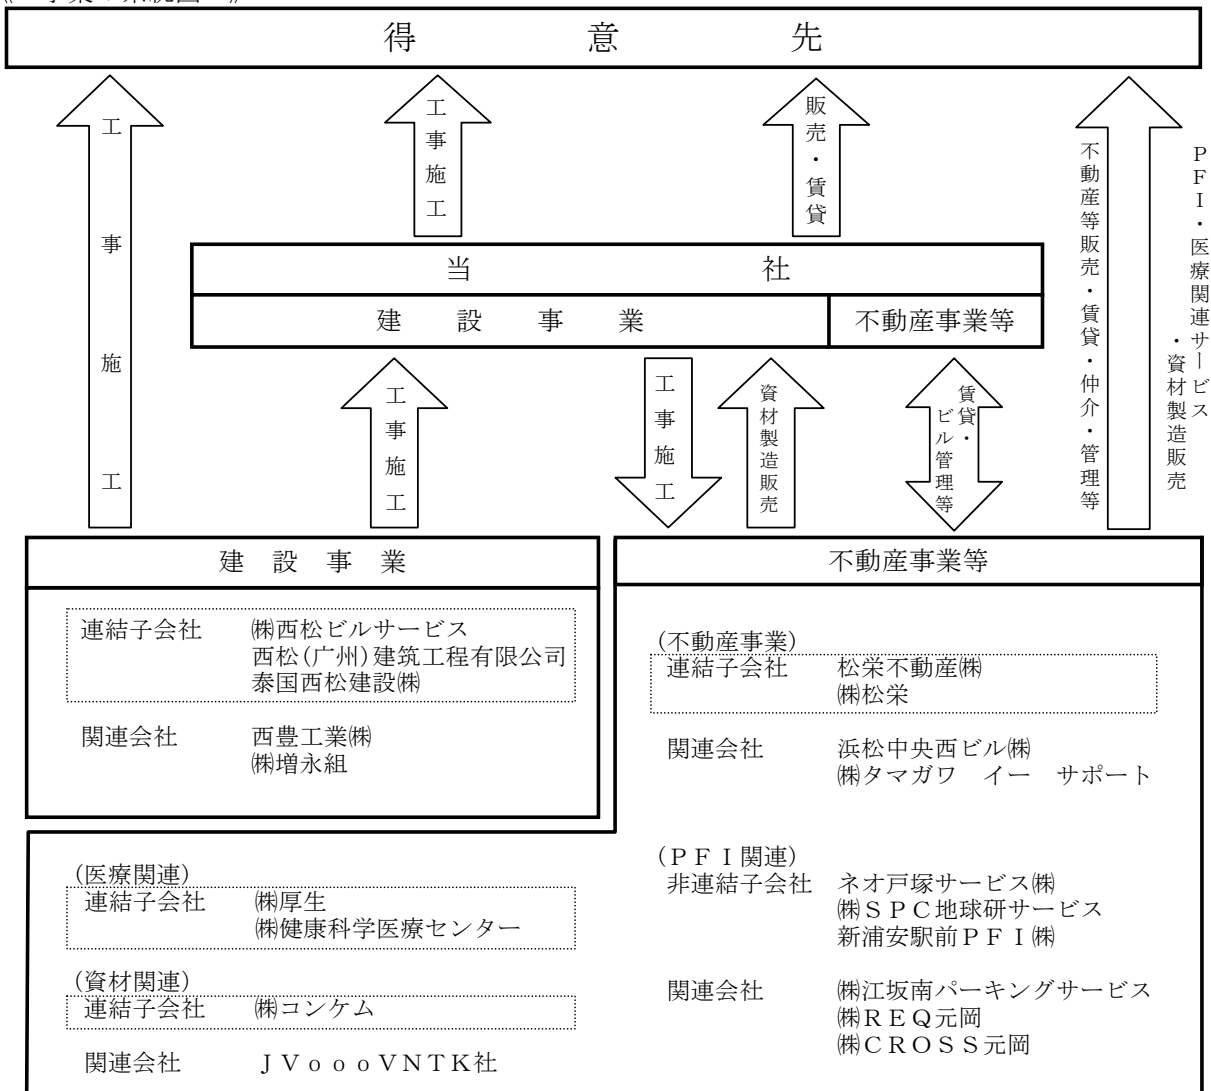 得意先
工事施工
工事施工
販売・賃貸
不動産等販売・賃貸・仲介・管理等
ＰＦＩ・医療関連サービス
・資材製造販売
当社
建設事業
不動産事業等
工事施工
工事施工
資材製造販売
賃貸・
ビル管理等
建設事業
連結子会社 ㈱西松ビルサービス
西松(广州)建筑工程有限公司
泰国西松建設㈱
関連会社 西豊工業㈱
㈱増永組
不動産事業等
(不動産事業)
連結子会社 松栄不動産㈱
㈱松栄
関連会社 浜松中央西ビル㈱
㈱タマガワ　イー　サポート
(医療関連)
連結子会社 ㈱厚生
㈱健康科学医療センター
(資材関連)
連結子会社 ㈱コンケム
関連会社 ＪＶｏｏｏＶＮＴＫ社
(ＰＦＩ関連)
非連結子会社 ネオ戸塚サービス㈱
㈱ＳＰＣ地球研サービス
新浦安駅前ＰＦＩ㈱
関連会社 ㈱江坂南パーキングサービス
㈱ＲＥＱ元岡
㈱ＣＲＯＳＳ元岡